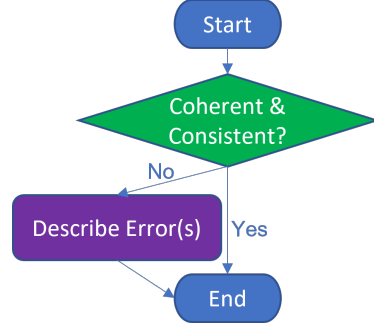 Start
Coherent &
Consistent?
No
Describe Error(s)
Yes
End